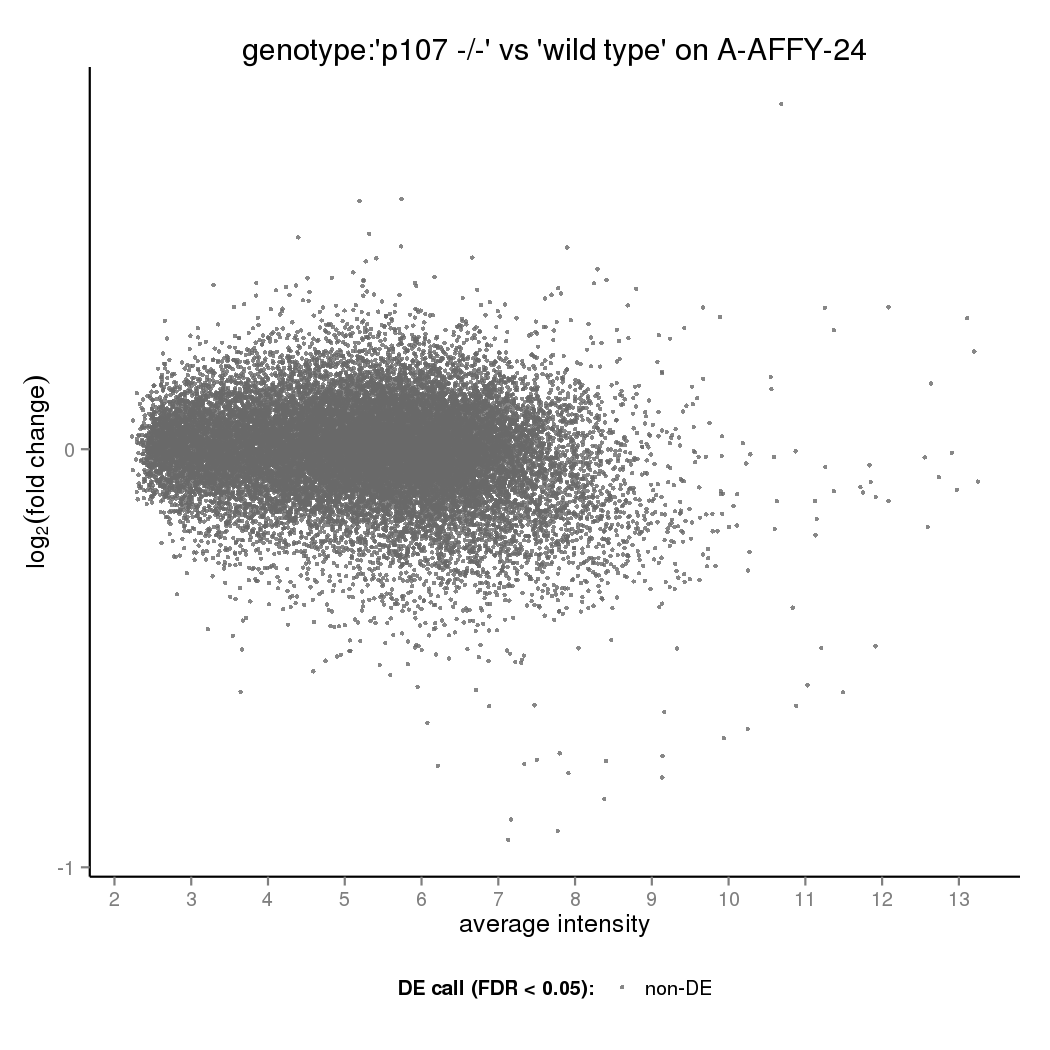 genotype:'p107 -/-' vs 'wild type' on A-AFFY-24
log₂(fold change)
0
-1
2 3 4 5 6 7 8 9 10 11 12 13
average intensity
DE call (FDR < 0.05): non-DE